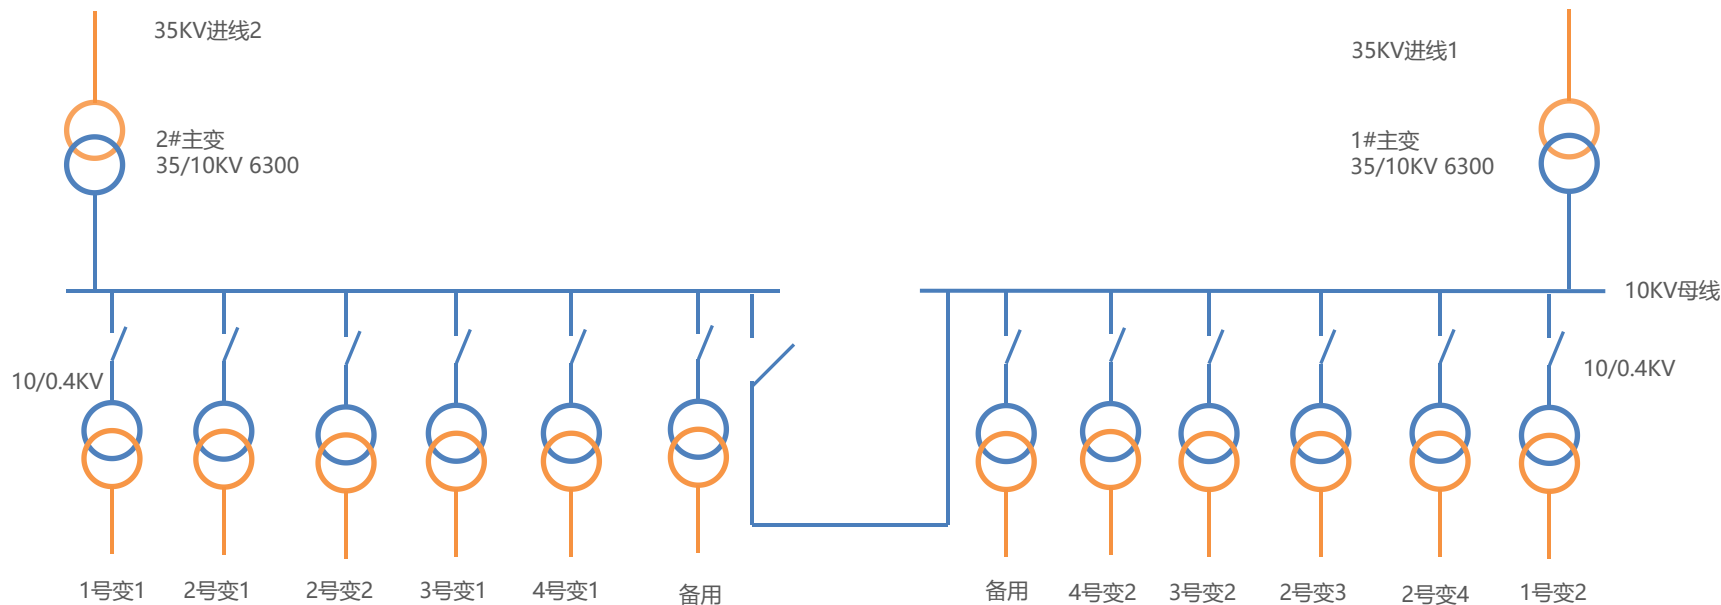 35KV进线2
35KV进线1
2#主变
35/10KV 6300
1#主变
35/10KV 6300
10KV母线
10/0.4KV
10/0.4KV
1号变1
2号变1
2号变2
3号变1
4号变1
备用
备用
4号变2
3号变2
2号变3
2号变4
1号变2